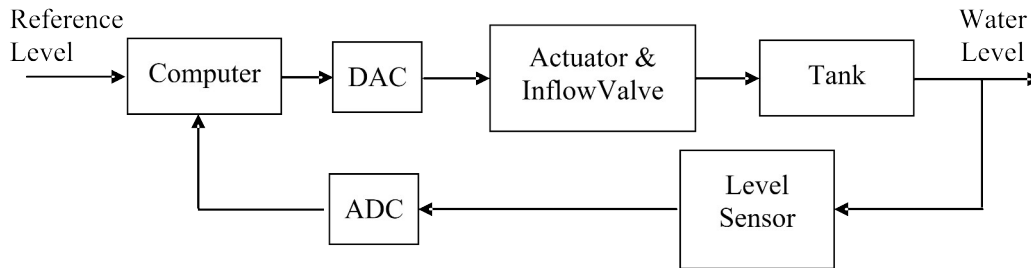 Reference
Level
Computer
DAC
Actuator &
InflowValve
Tank
Water
Level
ADC
Level
Sensor